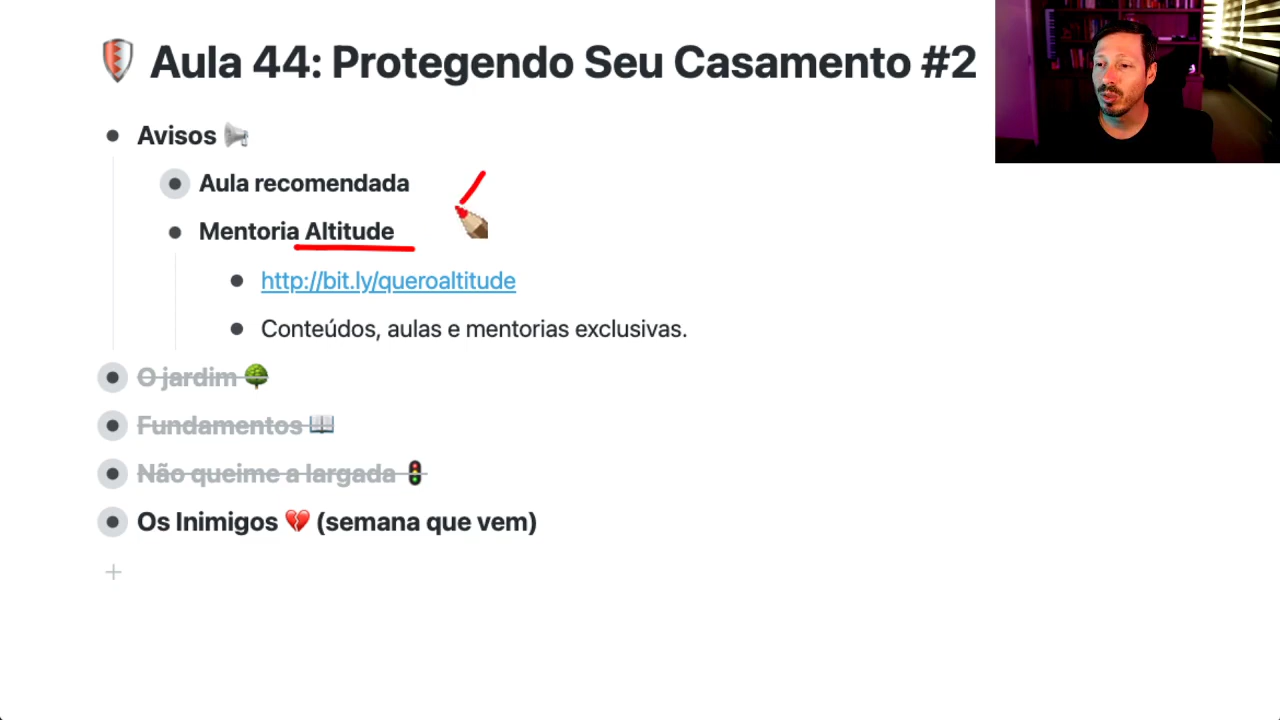 Aula 44: Protegendo Seu Casamento #2
Avisos
Aula recomendada
Mentoria Altitude
http://bit.ly/queroaltitude
Conteúdos, aulas e mentorias exclusivas.
O jardim
Fundamentos
Não queime a largada
Os Inimigos 💔 (semana que vem)